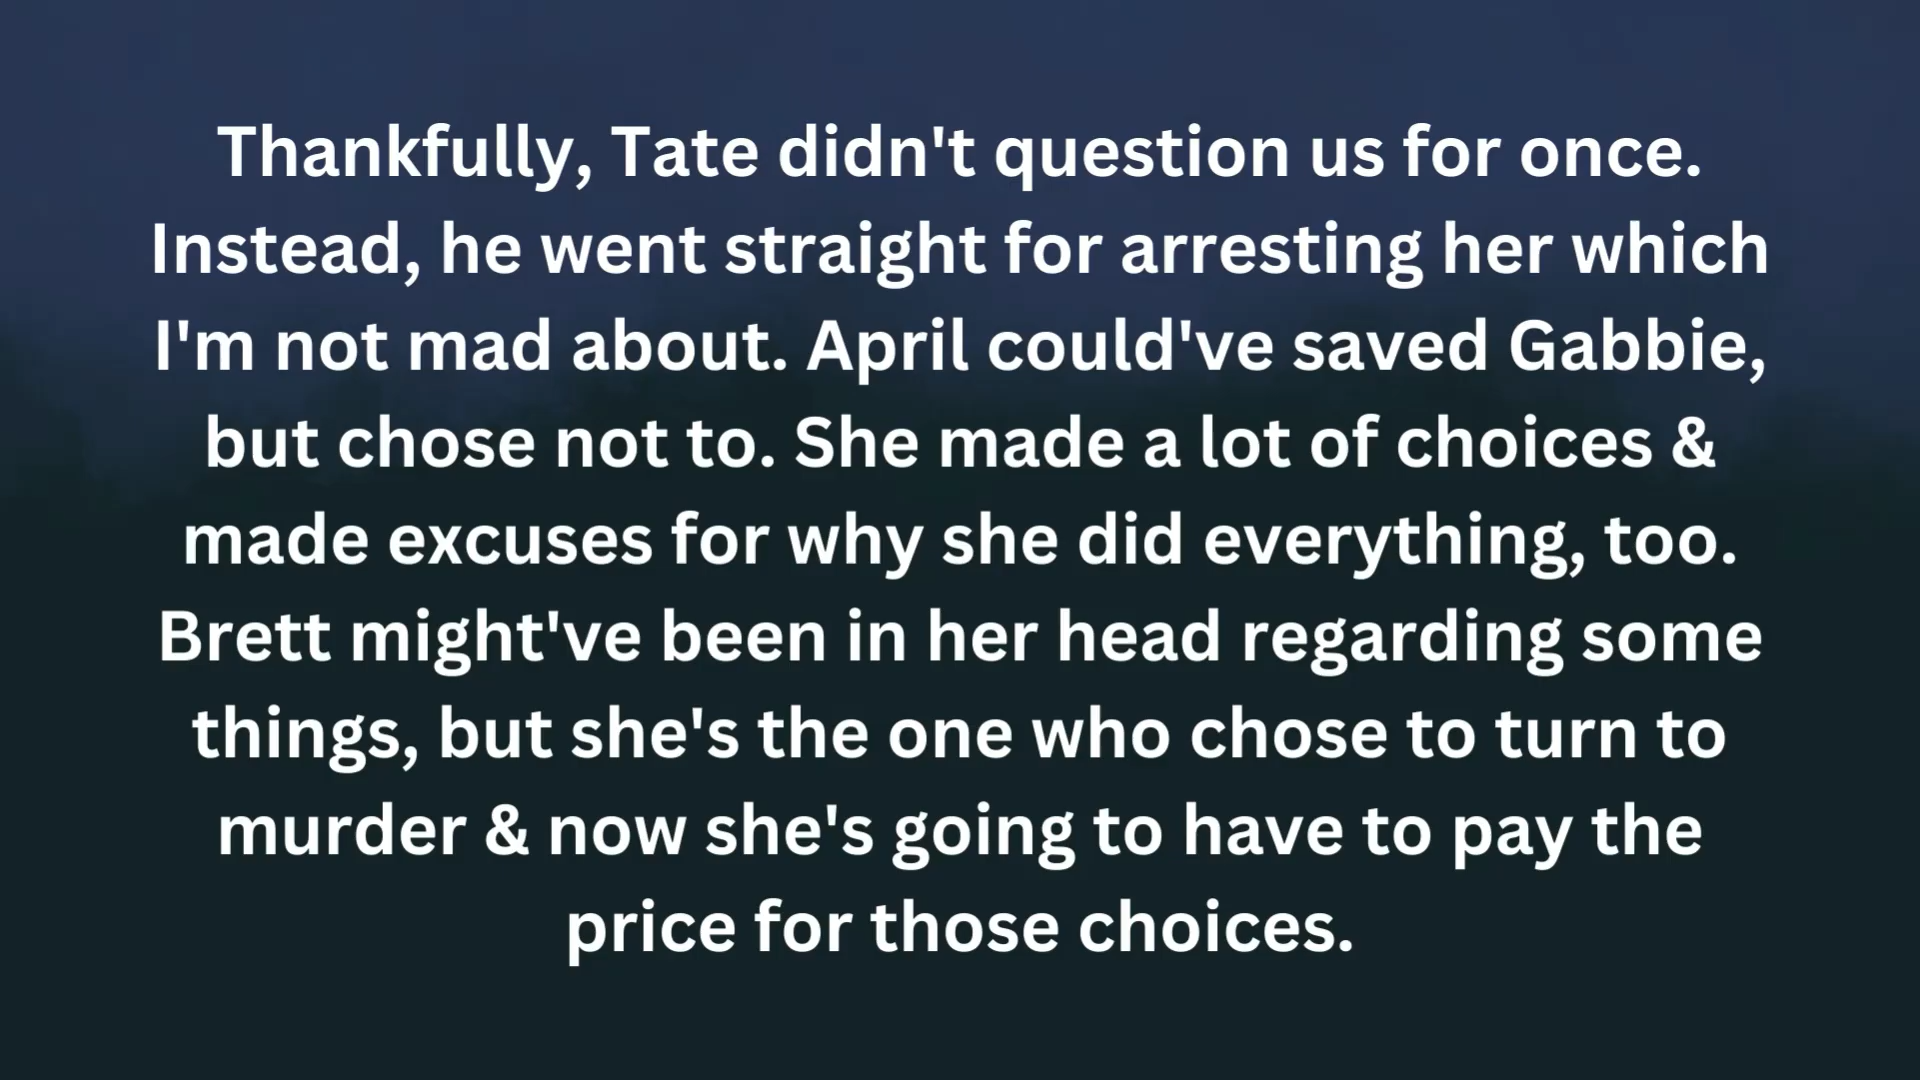 Thankfully, Tate didn't question us for once.
Instead, he went straight for arresting her which
I'm not mad about. April could've saved Gabbie,
but chose not to. She made a lot of choices &
made excuses for why she did everything, too.
Brett might've been in her head regarding some
things, but she's the one who chose to turn to
murder & now she's going to have to pay the
price for those choices.